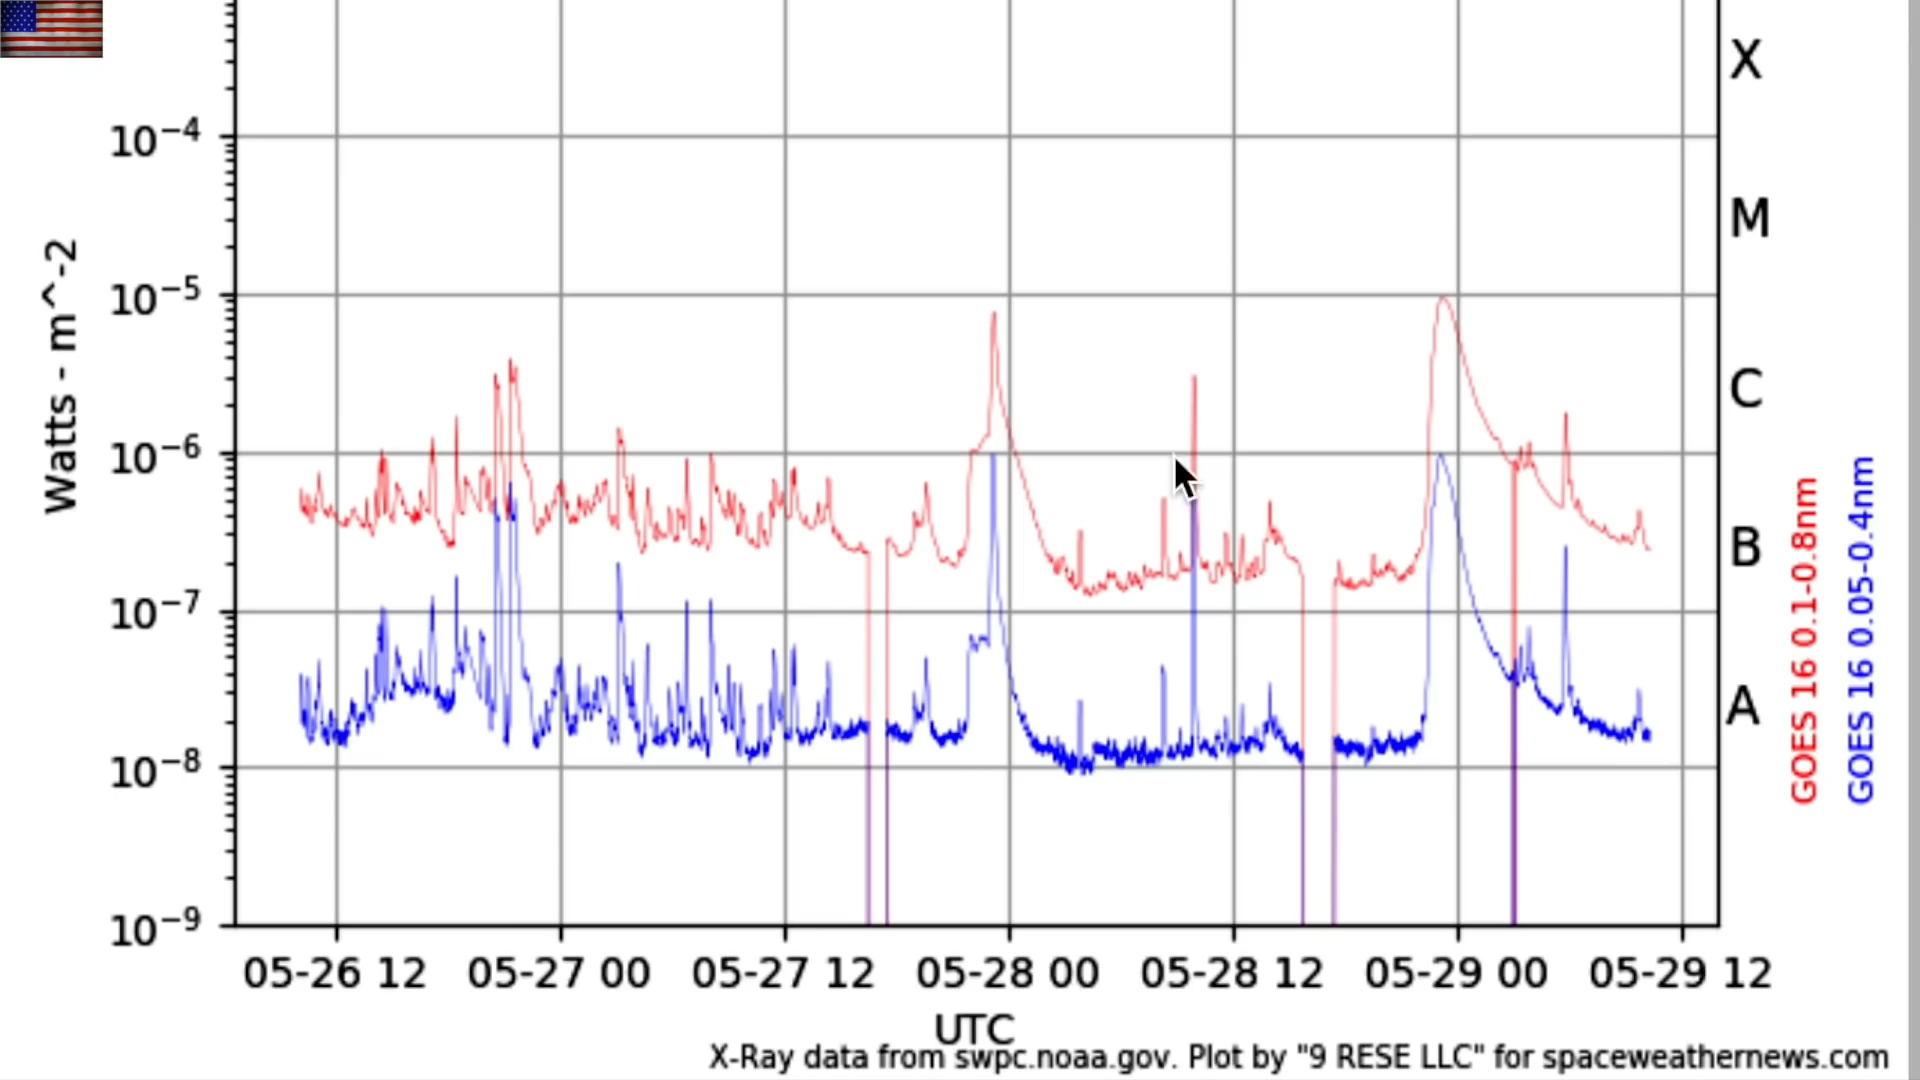 X
10−4
M
10−5
C
10−6
B
10−7
A
10−8
10−9
Watts - m^-2
GOES 16 0.1-0.8nm
GOES 16 0.05-0.4nm
05-26 12 05-27 00 05-27 12 05-28 00 05-28 12 05-29 00 05-29 12
UTC
X-Ray data from swpc.noaa.gov. Plot by "9 RESE LLC" for spaceweathernews.com